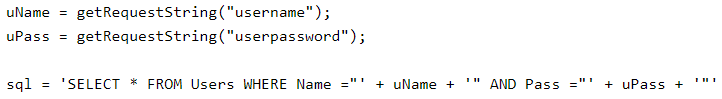 uName = getRequestString("username");
uPass = getRequestString("userpassword");
sql = 'SELECT * FROM Users WHERE Name ="' + uName + '" AND Pass ="' + uPass + '"'